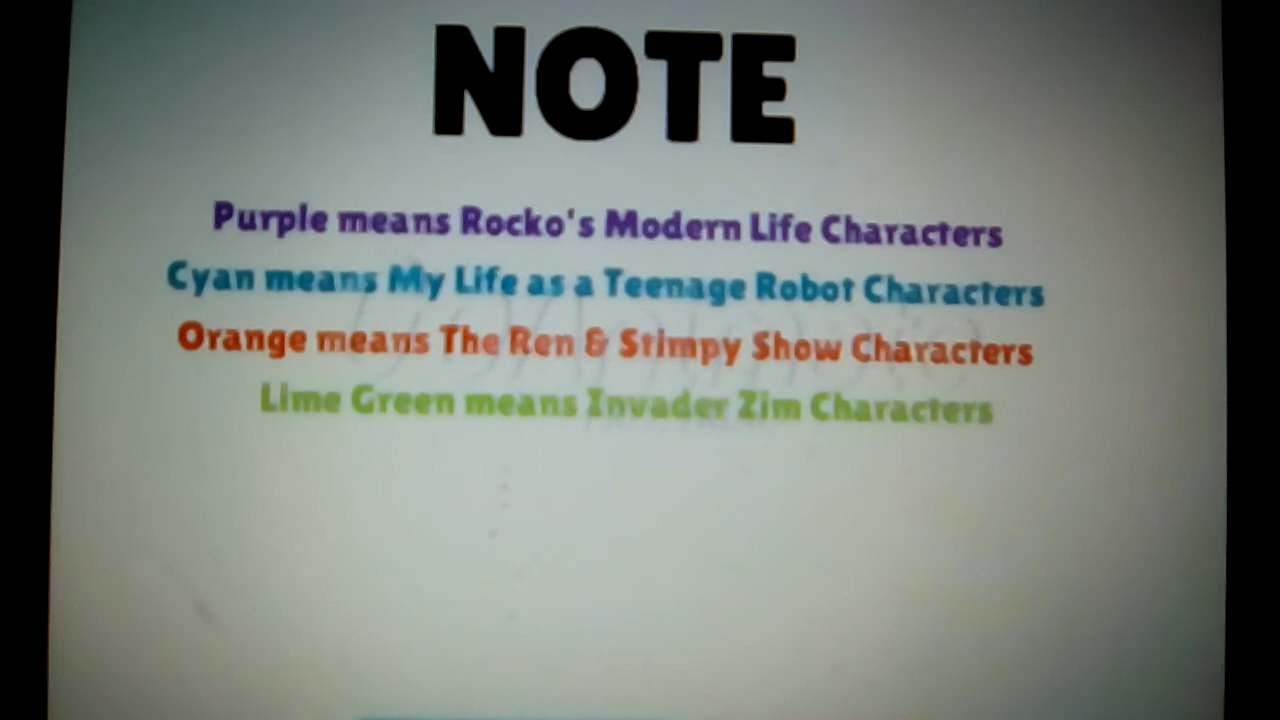 NOTE
Purple means Rocko's Modern Life Characters
Cyan means My Life as a Teenage Robot Characters
Orange means The Ren & Stimpy Show Characters
Lime Green means Invader Zim Characters